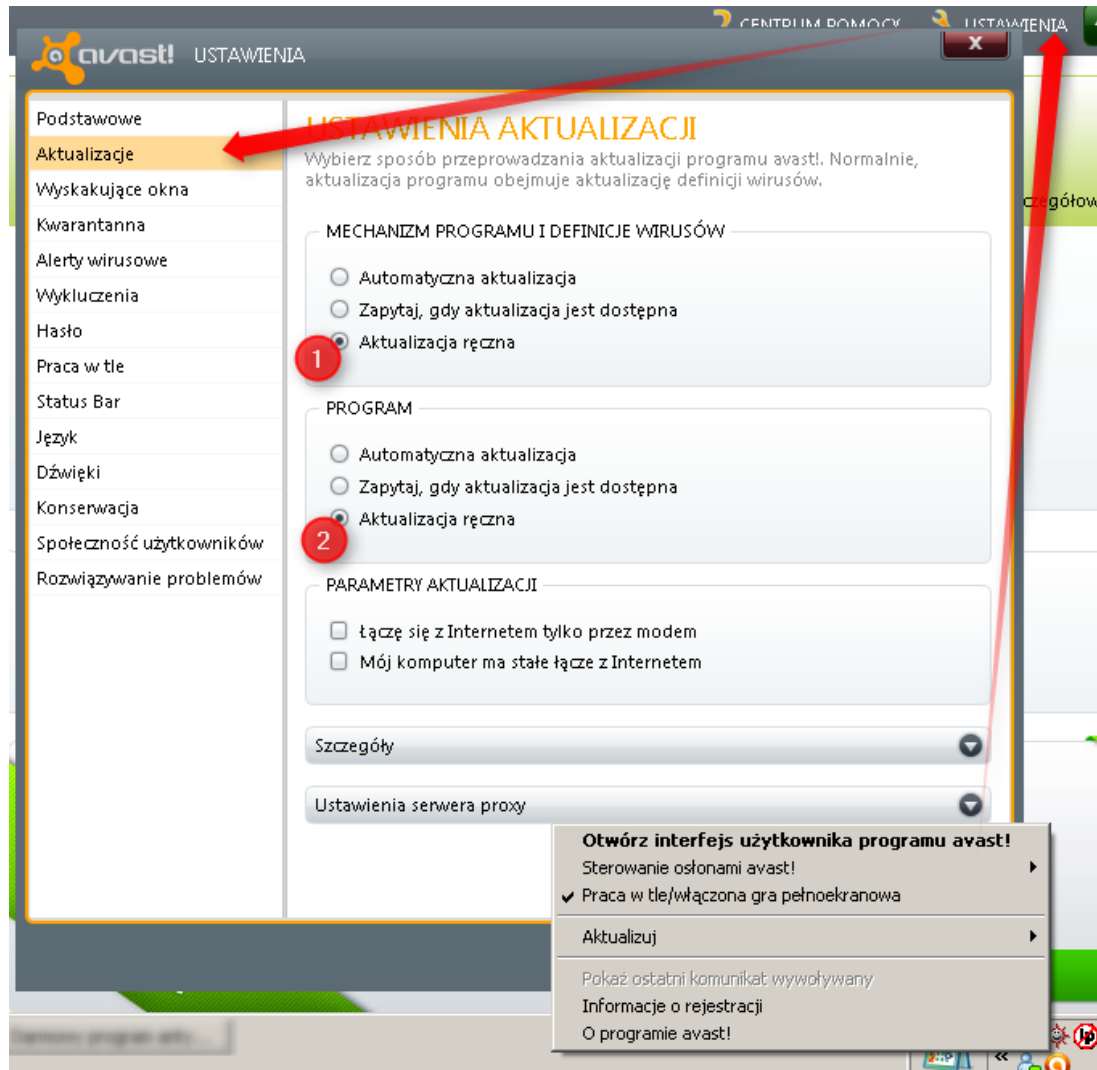 CENTRUM POMOCY
USTAWIENIA
avast! USTAWIENIA
x
Podstawowe
Aktualizacje
Wyskakujące okna
Kwarantanna
Alerty wirusowe
Wykluczenia
Hasło
Praca w tle
Status Bar
Język
Dźwięki
Konserwacja
Społeczność użytkowników
Rozwiązywanie problemów
USTAWIENIA AKTUALIZACJI
Wybierz sposób przeprowadzania aktualizacji programu avast!. Normalnie,
aktualizacja programu obejmuje aktualizację definicji wirusów.
MECHANIZM PROGRAMU I DEFINICJE WIRUSÓW
Automatyczna aktualizacja
Zapytaj, gdy aktualizacja jest dostępna
Aktualizacja ręczna
1
PROGRAM
Automatyczna aktualizacja
Zapytaj, gdy aktualizacja jest dostępna
Aktualizacja ręczna
2
PARAMETRY AKTUALIZACJI
Łączę się z Internetem tylko przez modem
Mój komputer ma stałe łącze z Internetem
Szczegóły
Ustawienia serwera proxy
Otwórz interfejs użytkownika programu avast!
Sterowanie osłonami avast!
Praca w tle/włączona gra pełnoekranowa
Aktualizuj
Pokaż ostatni komunikat wywoływany
Informacje o rejestracji
O programie avast!